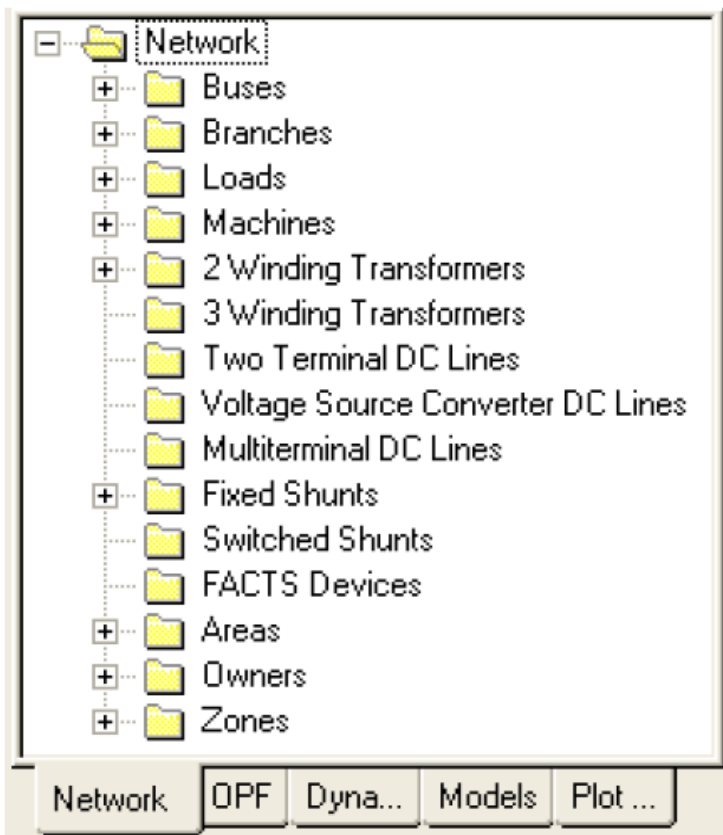 Network
Buses
Branches
Loads
Machines
2 Winding Transformers
3 Winding Transformers
Two Terminal DC Lines
Voltage Source Converter DC Lines
Multiterminal DC Lines
Fixed Shunts
Switched Shunts
FACTS Devices
Areas
Owners
Zones
Network OPF Dyna... Models Plot ...